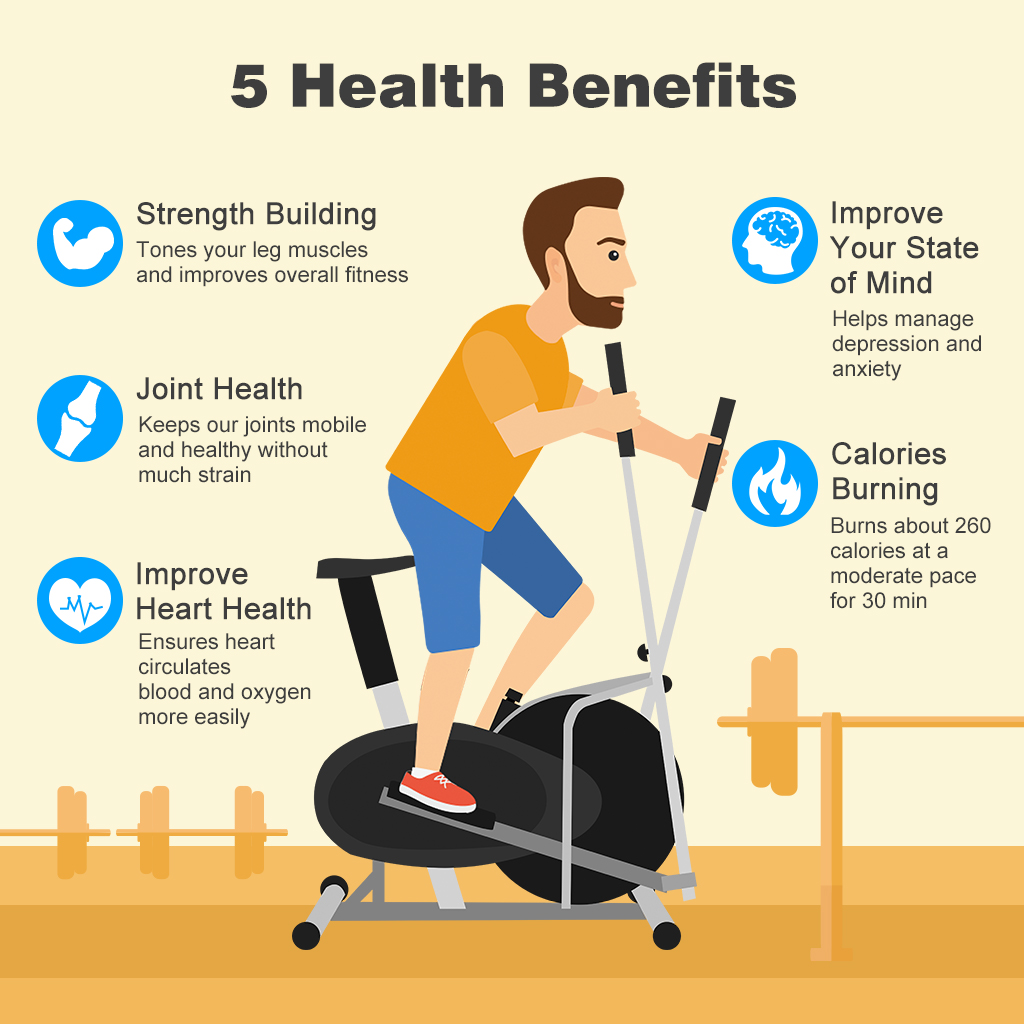 5 Health Benefits
Strength Building
Tones your leg muscles
and improves overall fitness
Joint Health
Keeps our joints mobile
and healthy without
much strain
Improve
Heart Health
Ensures heart
circulates
blood and oxygen
more easily
Improve
Your State
of Mind
Helps manage
depression and
anxiety
Calories
Burning
Burns about 260
calories at a
moderate pace
for 30 min